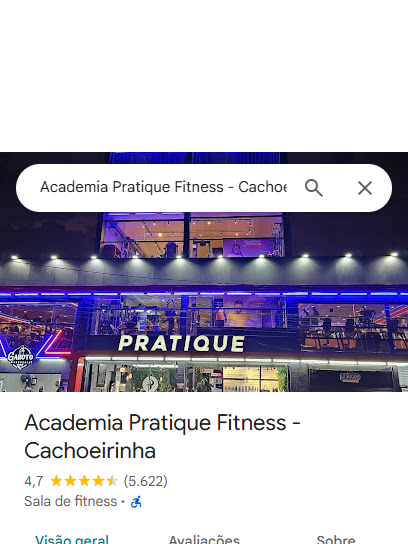 Academia Pratique Fitness - Cachoe
PRATIQUE
GAROTO
Academia Pratique Fitness -
Cachoeirinha
4,7 (5.622)
Sala de fitness ·
Visão geral Avaliações Sobre